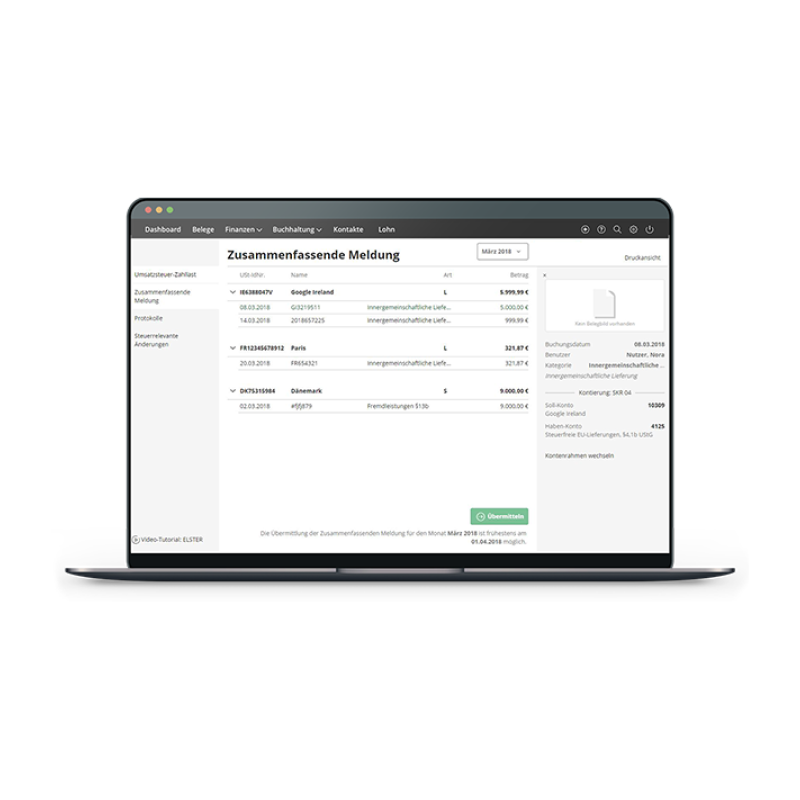 Dashboard Belege Finanzen Buchhaltung Kontakte Lohn
Zusammenfassende Meldung
März 2018
Druckansicht
Umsatzsteuer-Zahllast
Zusammenfassende
Meldung
Protokolle
Steuerrelevante
Änderungen
Video-Tutorial: ELSTER
USt-IdNr. Name Art Betrag
I86388047V Google Ireland L 5.999,99 €
08.03.2018 GI3219511 Innergemeinschaftliche Liefe... 5.000,00 €
14.03.2018 2018657225 Innergemeinschaftliche Liefe... 999,99 €
FR12345678912 Paris L 321,87 €
20.03.2018 FR654321 Innergemeinschaftliche Liefe... 321,87 €
DK75315984 Dänemark S 9.000,00 €
02.03.2018 Fremdleistungen §13b 9.000,00 €
Übermitteln
Die Übermittlung der Zusammenfassenden Meldung für den Monat März 2018 ist frühestens am
01.04.2018 möglich.
Kein Belegbild vorhanden
Buchungsdatum 08.03.2018
Benutzer Nutzer, Nora
Kategorie Innergemeinschaftliche ...
Innergemeinschaftliche Lieferung
Kontierung: SKR 04
Soll-Konto 10309
Google Ireland
Haben-Konto 4125
Steuerfreie EU-Lieferungen, §4,1b UStG
Kontenrahmen wechseln